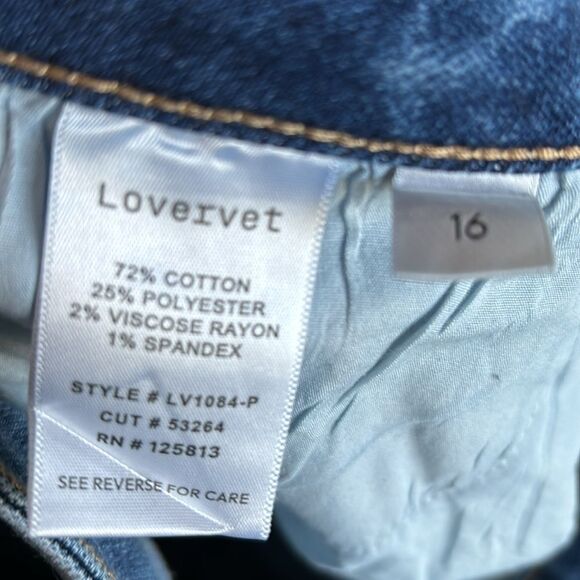 Lovervet
72% COTTON
25% POLYESTER
2% VISCOSE RAYON
1% SPANDEX
STYLE # LV1084-P
CUT # 53264
RN # 125813
SEE REVERSE FOR CARE
16